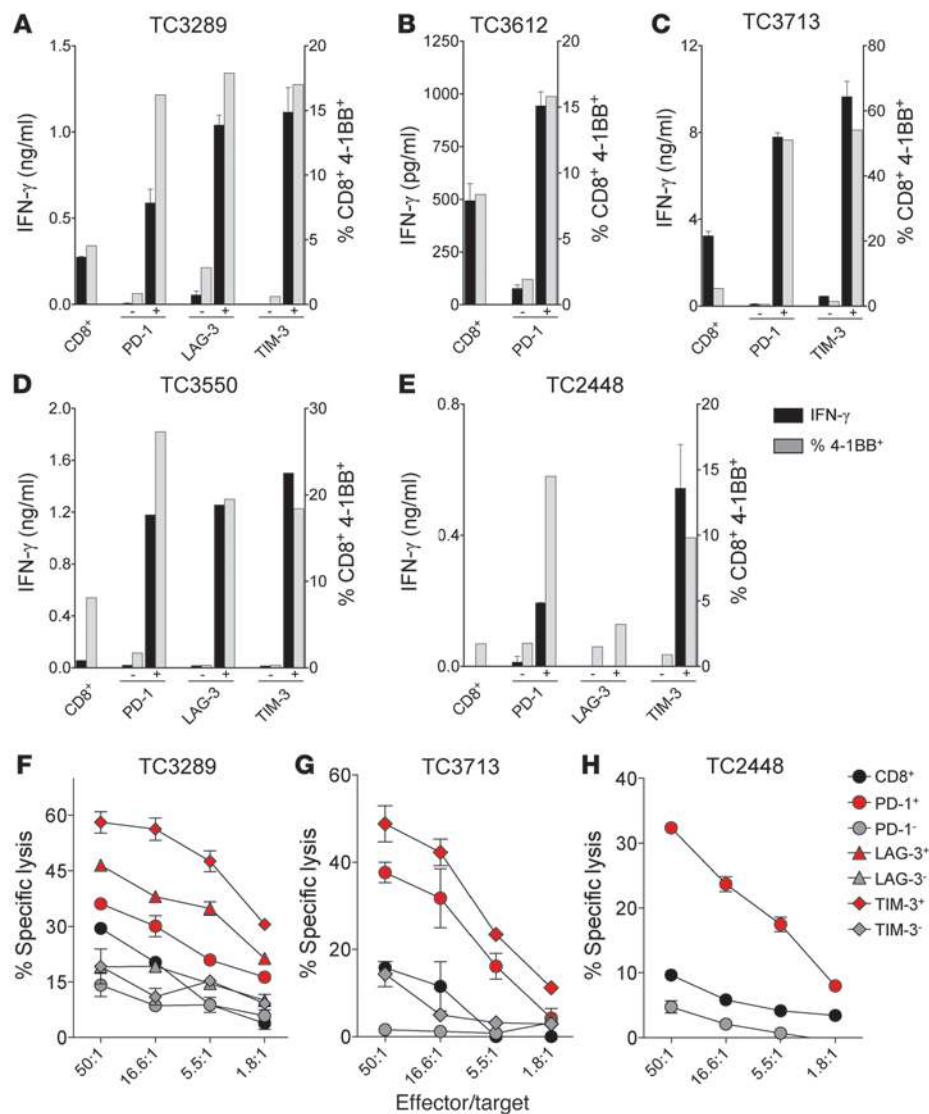 A TC3289
IFN-γ (ng/ml)
1.5
1.0
0.5
0.0
20
15
10
5
0
% CD8+ 4-1BB+
CD8+
- +
PD-1
- +
LAG-3
- +
TIM-3
B TC3612
IFN-γ (pg/ml)
1250
1000
750
500
250
0
20
15
10
5
0
% CD8+ 4-1BB+
CD8+
- +
PD-1
C TC3713
IFN-γ (ng/ml)
12
8
4
0
80
60
40
20
0
% CD8+ 4-1BB+
CD8+
- +
PD-1
- +
TIM-3
D TC3550
IFN-γ (ng/ml)
2.0
1.6
1.2
0.8
0.4
0.0
30
20
10
0
% CD8+ 4-1BB+
CD8+
- +
PD-1
- +
LAG-3
- +
TIM-3
E TC2448
IFN-γ (ng/ml)
0.8
0.4
0.0
20
15
10
5
0
% CD8+ 4-1BB+
CD8+
- +
PD-1
- +
LAG-3
- +
TIM-3
IFN-γ
% 4-1BB+
F TC3289
% Specific lysis
60
45
30
15
0
50:1
16.6:1
5.5:1
1.8:1
G TC3713
% Specific lysis
60
40
20
0
50:1
16.6:1
5.5:1
1.8:1
Effector/target
H TC2448
% Specific lysis
40
30
20
10
0
50:1
16.6:1
5.5:1
1.8:1
CD8+
PD-1+
PD-1-
LAG-3+
LAG-3-
TIM-3+
TIM-3-